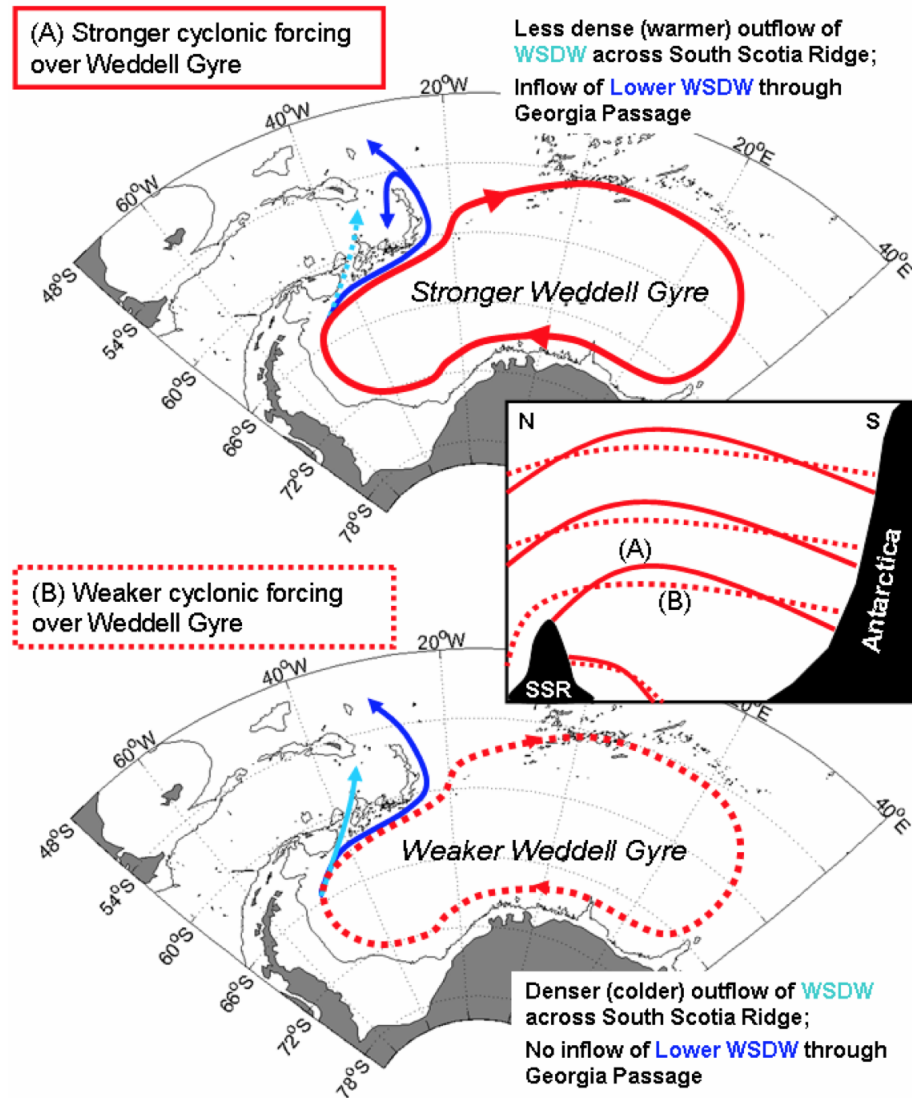 (A) Stronger cyclonic forcing
over Weddell Gyre
Less dense (warmer) outflow of
WSDW across South Scotia Ridge;
Inflow of Lower WSDW through
Georgia Passage
60°W
40°W
20°W
20°E
40°E
48°S
54°S
60°S
66°S
72°S
78°S
Stronger Weddell Gyre
N
S
(A)
(B)
SSR
Antarctica
(B) Weaker cyclonic forcing
over Weddell Gyre
60°W
40°W
20°W
20°E
40°E
48°S
54°S
60°S
66°S
72°S
78°S
Weaker Weddell Gyre
Denser (colder) outflow of WSDW
across South Scotia Ridge;
No inflow of Lower WSDW through
Georgia Passage